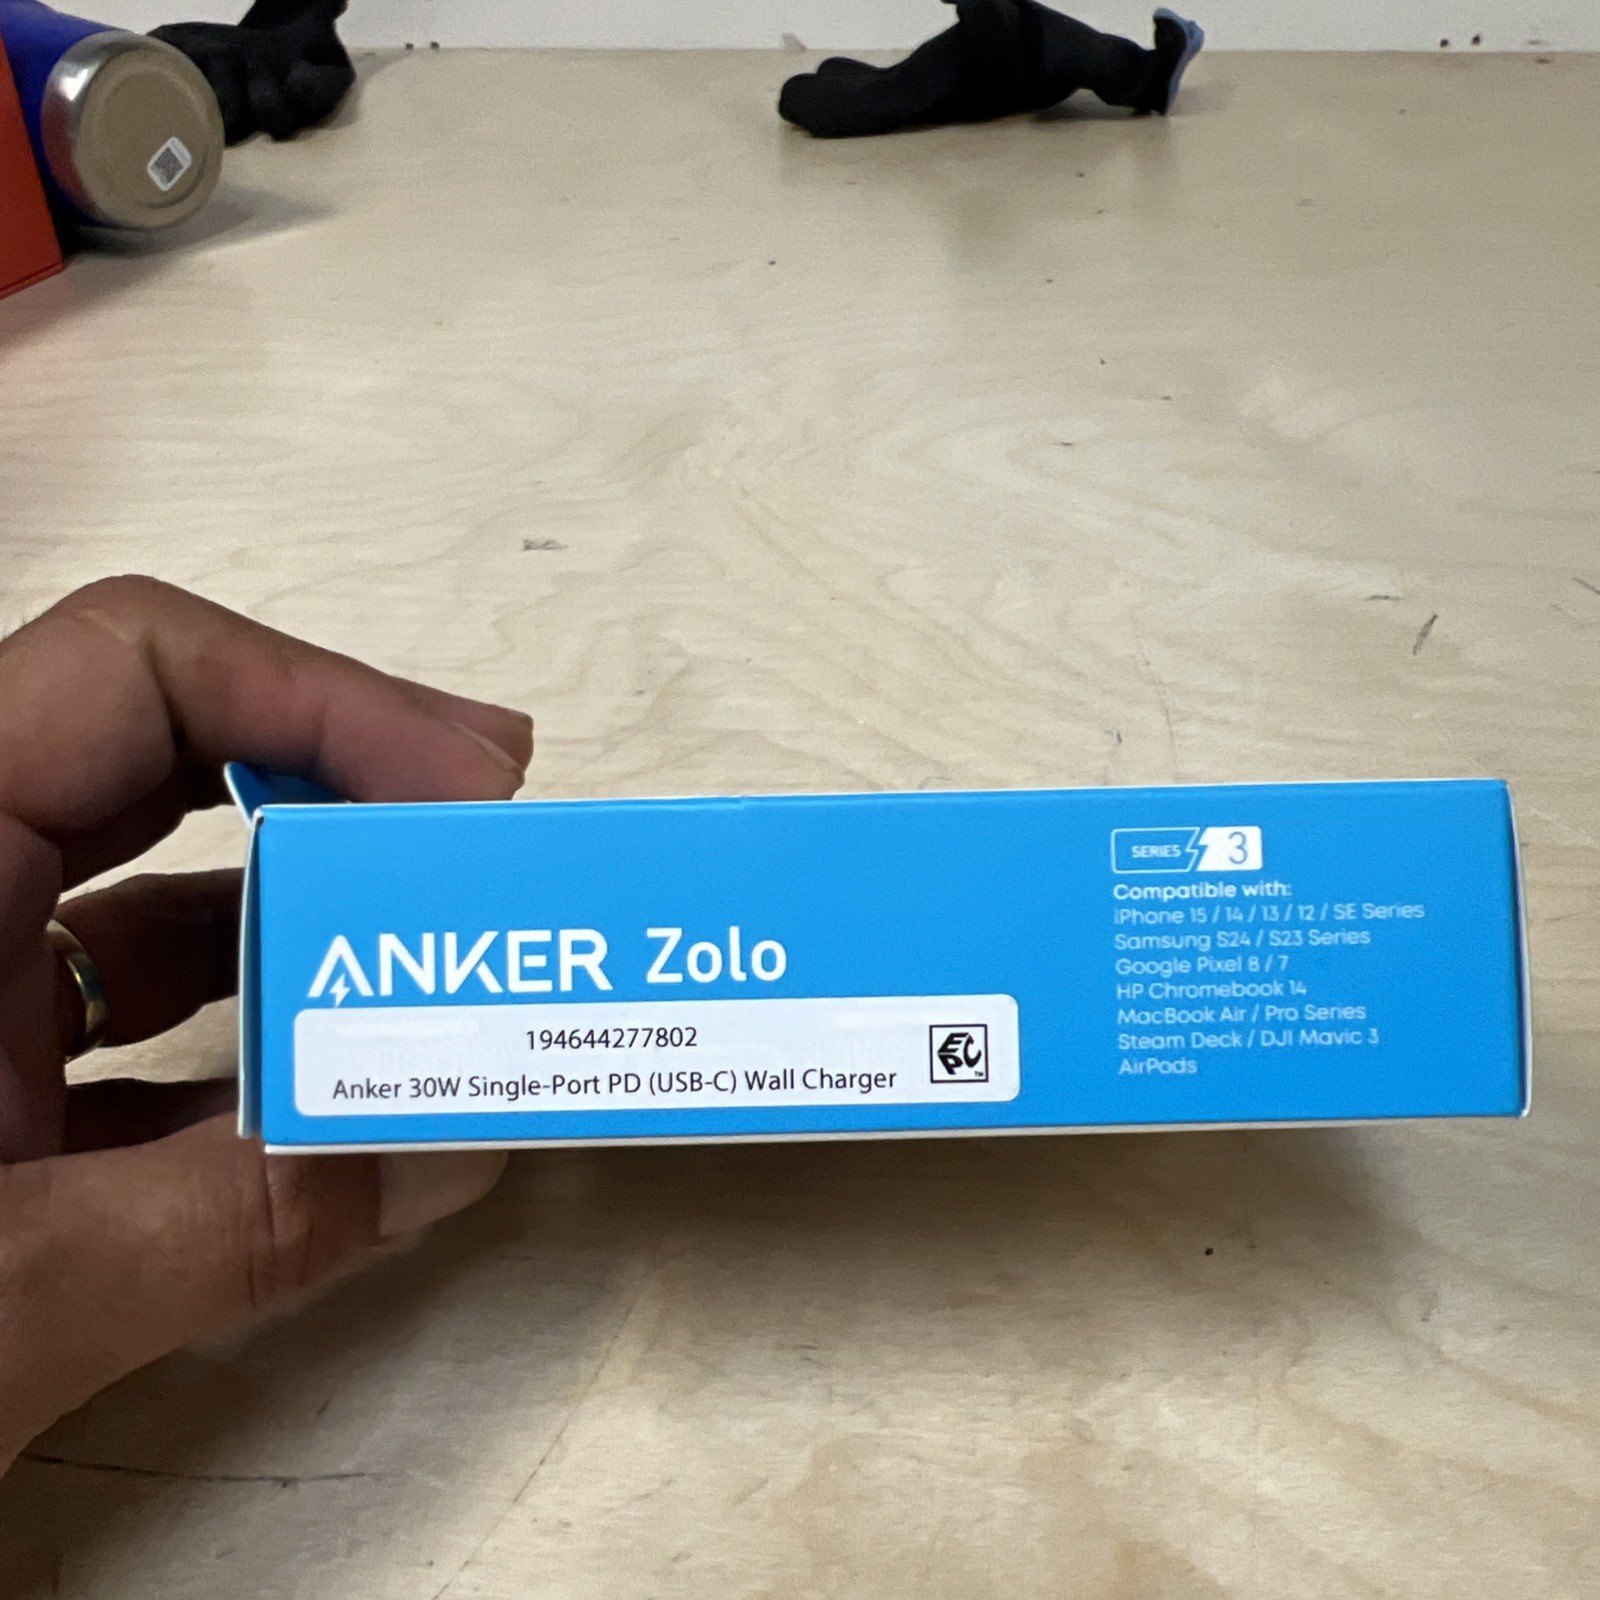 ANKER Zolo
194644277802
Anker 30W Single-Port PD (USB-C) Wall Charger
EPC
™
SERIES 3
Compatible with:
iPhone 15 / 14 / 13 / 12 / SE Series
Samsung S24 / S23 Series
Google Pixel 8 / 7
HP Chromebook 14
MacBook Air / Pro Series
Steam Deck / DJI Mavic 3
AirPods